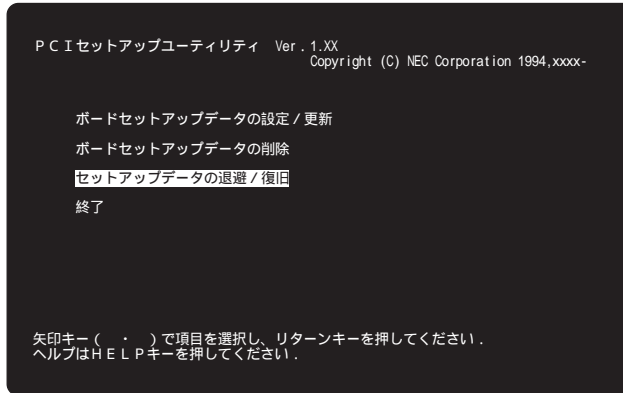 ＰＣＩセットアップユーティリティ Ver．1.XX
Copyright (C) NEC Corporation 1994,xxxx-
ボードセットアップデータの設定／更新
ボードセットアップデータの削除
セットアップデータの退避／復旧
終了
矢印キー（　・　）で項目を選択し、リターンキーを押してください．
ヘルプはＨＥＬＰキーを押してください．